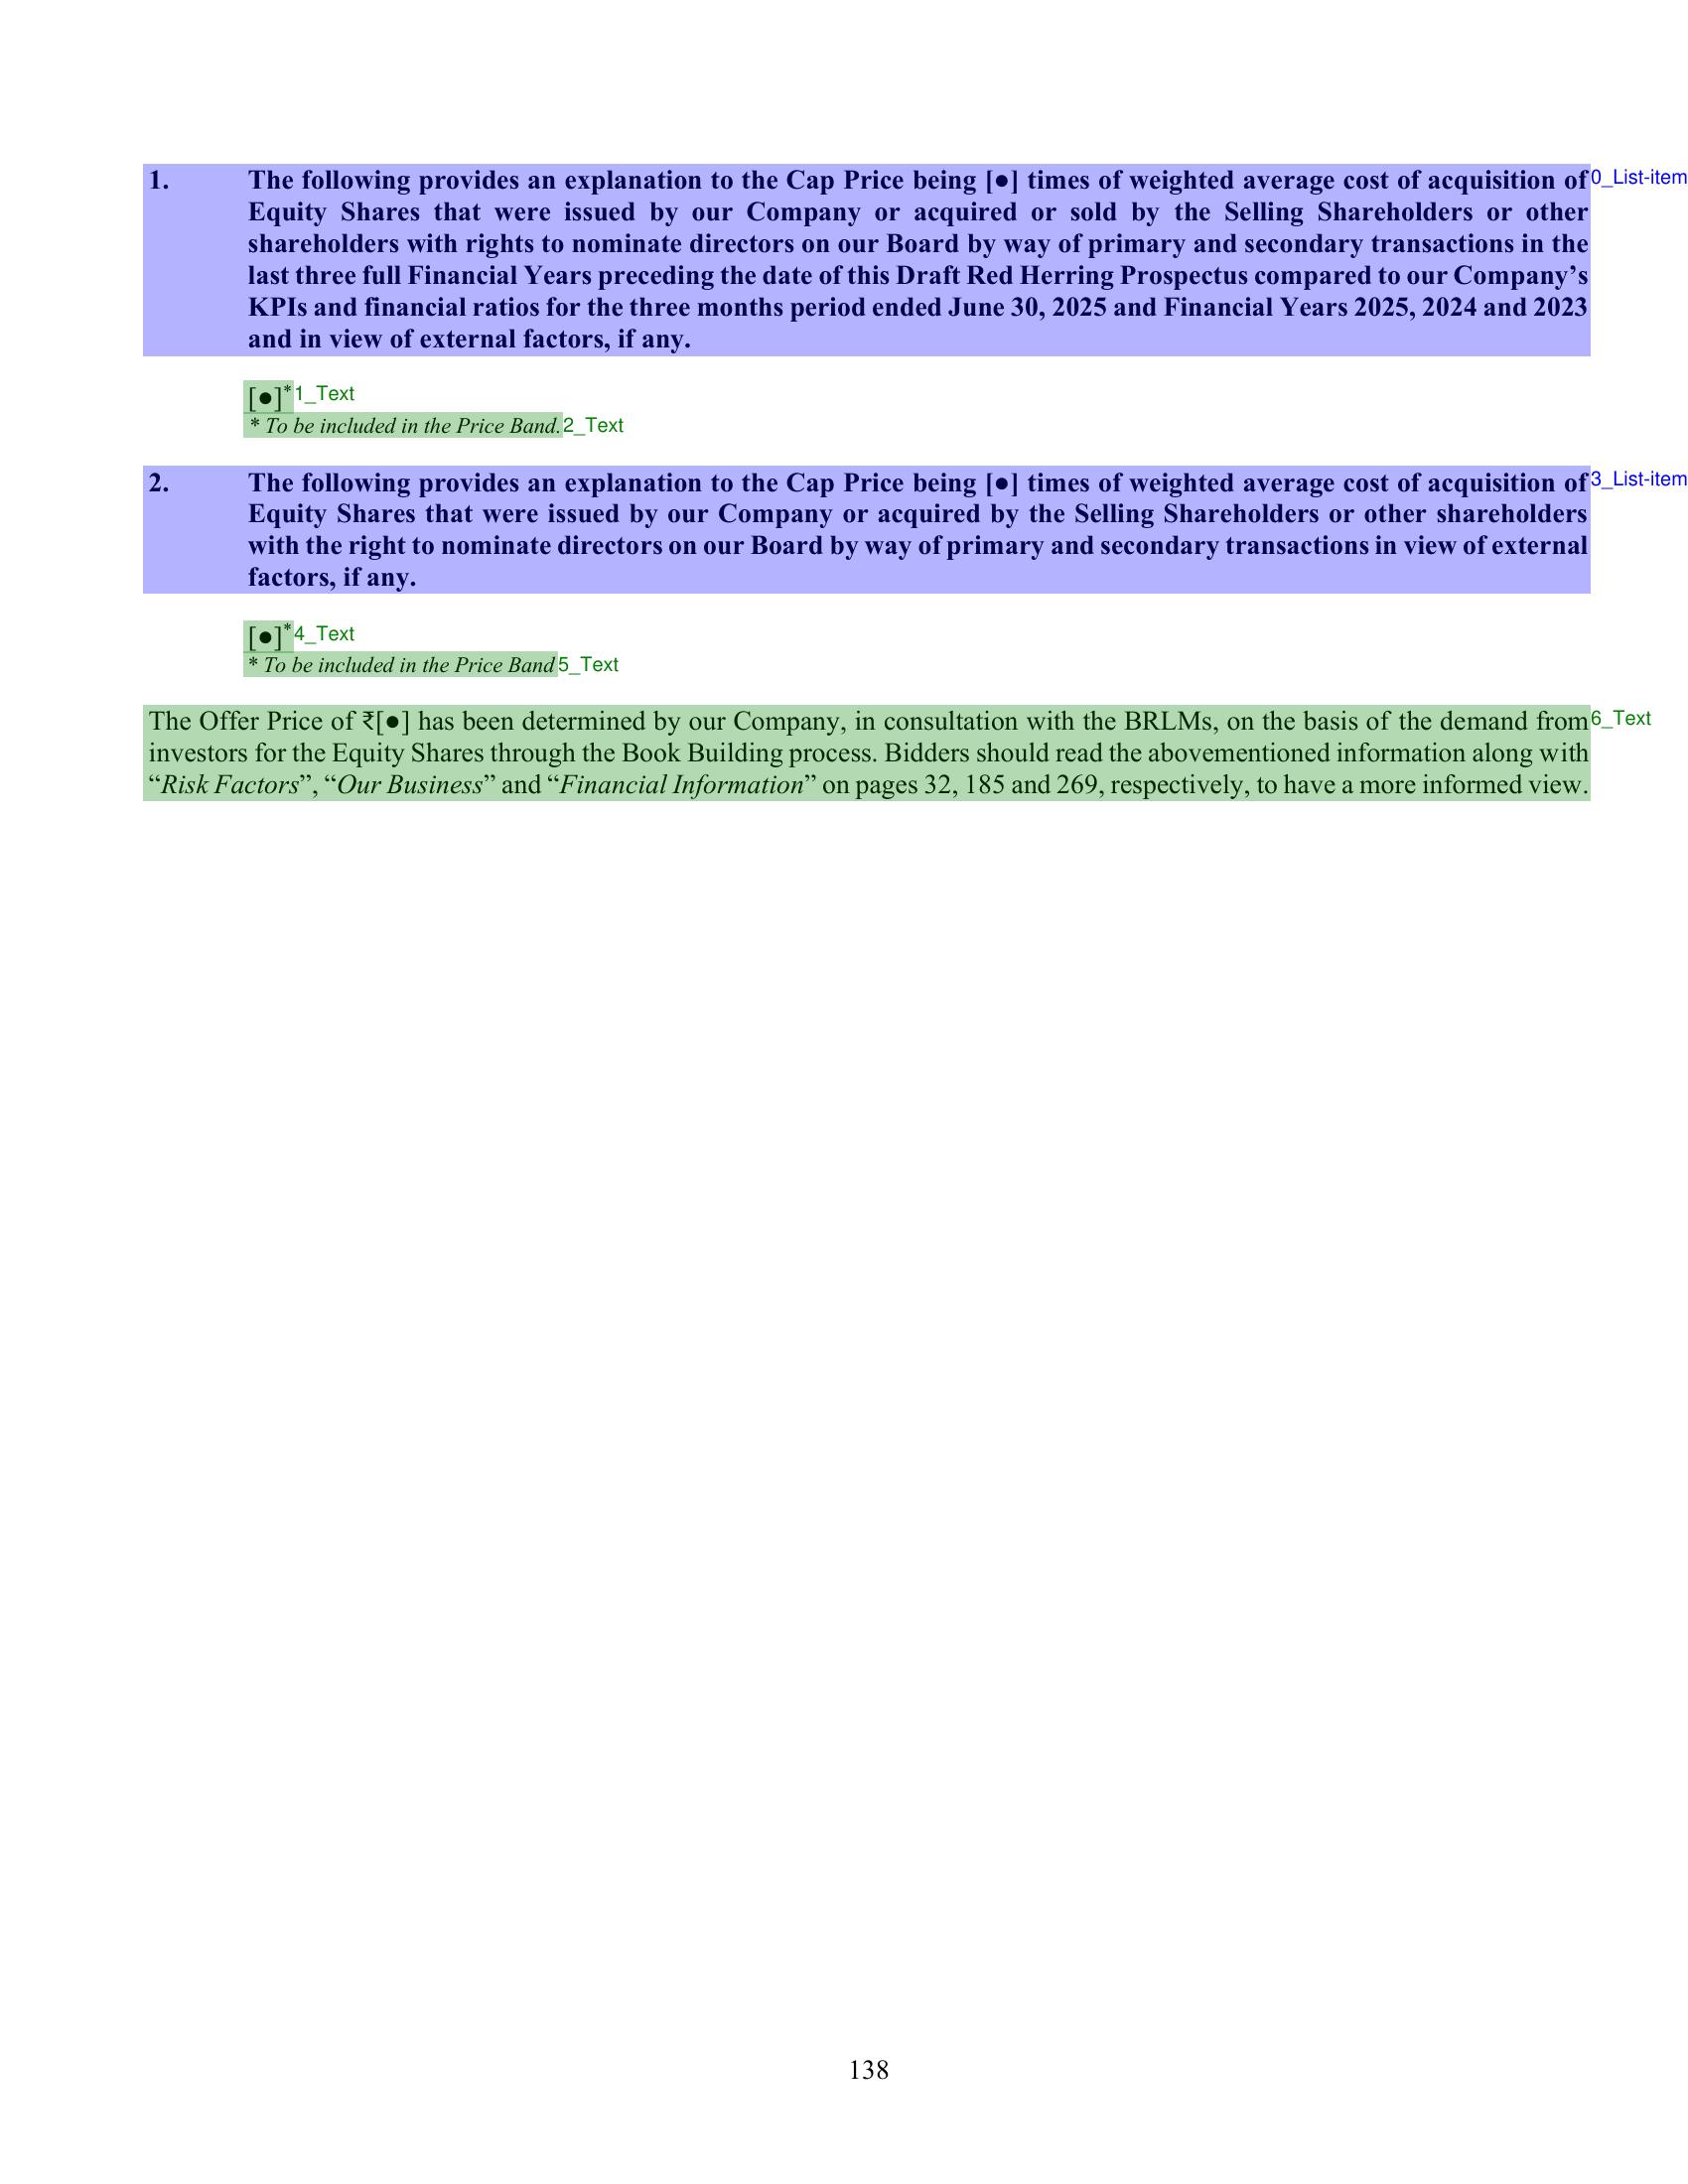 1. The following provides an explanation to the Cap Price being [●] times of weighted average cost of acquisition of 0_List-item
Equity Shares that were issued by our Company or acquired or sold by the Selling Shareholders or other
shareholders with rights to nominate directors on our Board by way of primary and secondary transactions in the
last three full Financial Years preceding the date of this Draft Red Herring Prospectus compared to our Company’s
KPIs and financial ratios for the three months period ended June 30, 2025 and Financial Years 2025, 2024 and 2023
and in view of external factors, if any.
[●]* 1_Text
* To be included in the Price Band. 2_Text
2. The following provides an explanation to the Cap Price being [●] times of weighted average cost of acquisition of 3_List-item
Equity Shares that were issued by our Company or acquired by the Selling Shareholders or other shareholders
with the right to nominate directors on our Board by way of primary and secondary transactions in view of external
factors, if any.
[●]* 4_Text
* To be included in the Price Band 5_Text
The Offer Price of ₹[●] has been determined by our Company, in consultation with the BRLMs, on the basis of the demand from 6_Text
investors for the Equity Shares through the Book Building process. Bidders should read the abovementioned information along with
“Risk Factors”, “Our Business” and “Financial Information” on pages 32, 185 and 269, respectively, to have a more informed view.
138